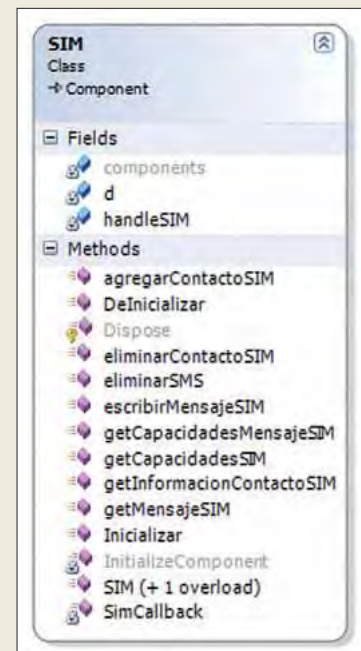 SIM
Class
Component
Fields
components
d
handleSIM
Methods
agregarContactoSIM
DeInicializar
Dispose
eliminarContactoSIM
eliminarSMS
escribirMensajeSIM
getCapacidadesMensajeSIM
getCapacidadesSIM
getInformacionContactoSIM
getMensajeSIM
Inicializar
InitializeComponent
SIM (+ 1 overload)
SimCallback